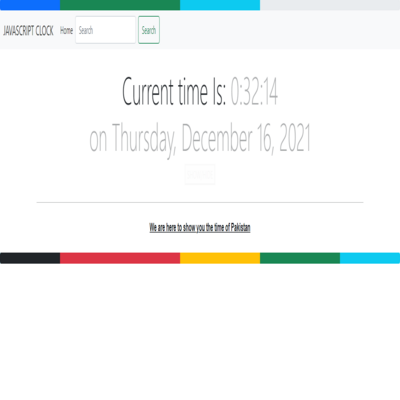 JAVASCRIPT CLOCK Home Search Search
Current time Is: 0:32:14
on Thursday, December 16, 2021
We are here to show you the time of Pakistan